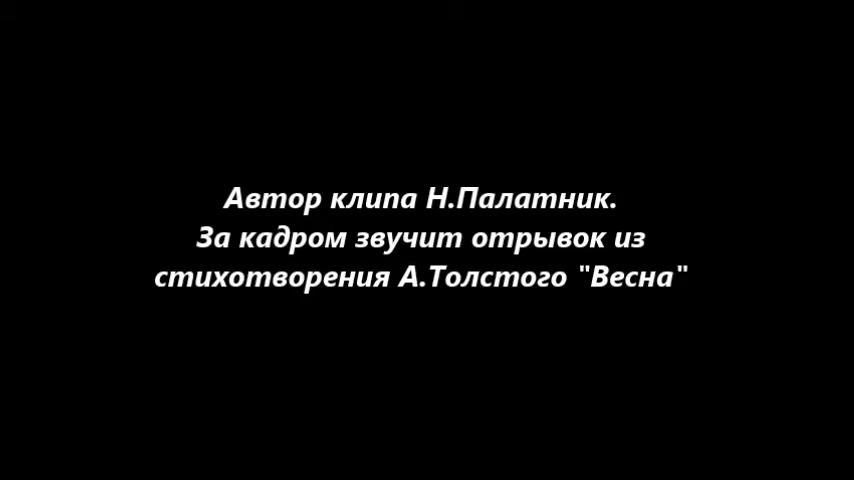 Автор клипа Н.Палатник.
За кадром звучит отрывок из
стихотворения А.Толстого "Весна"